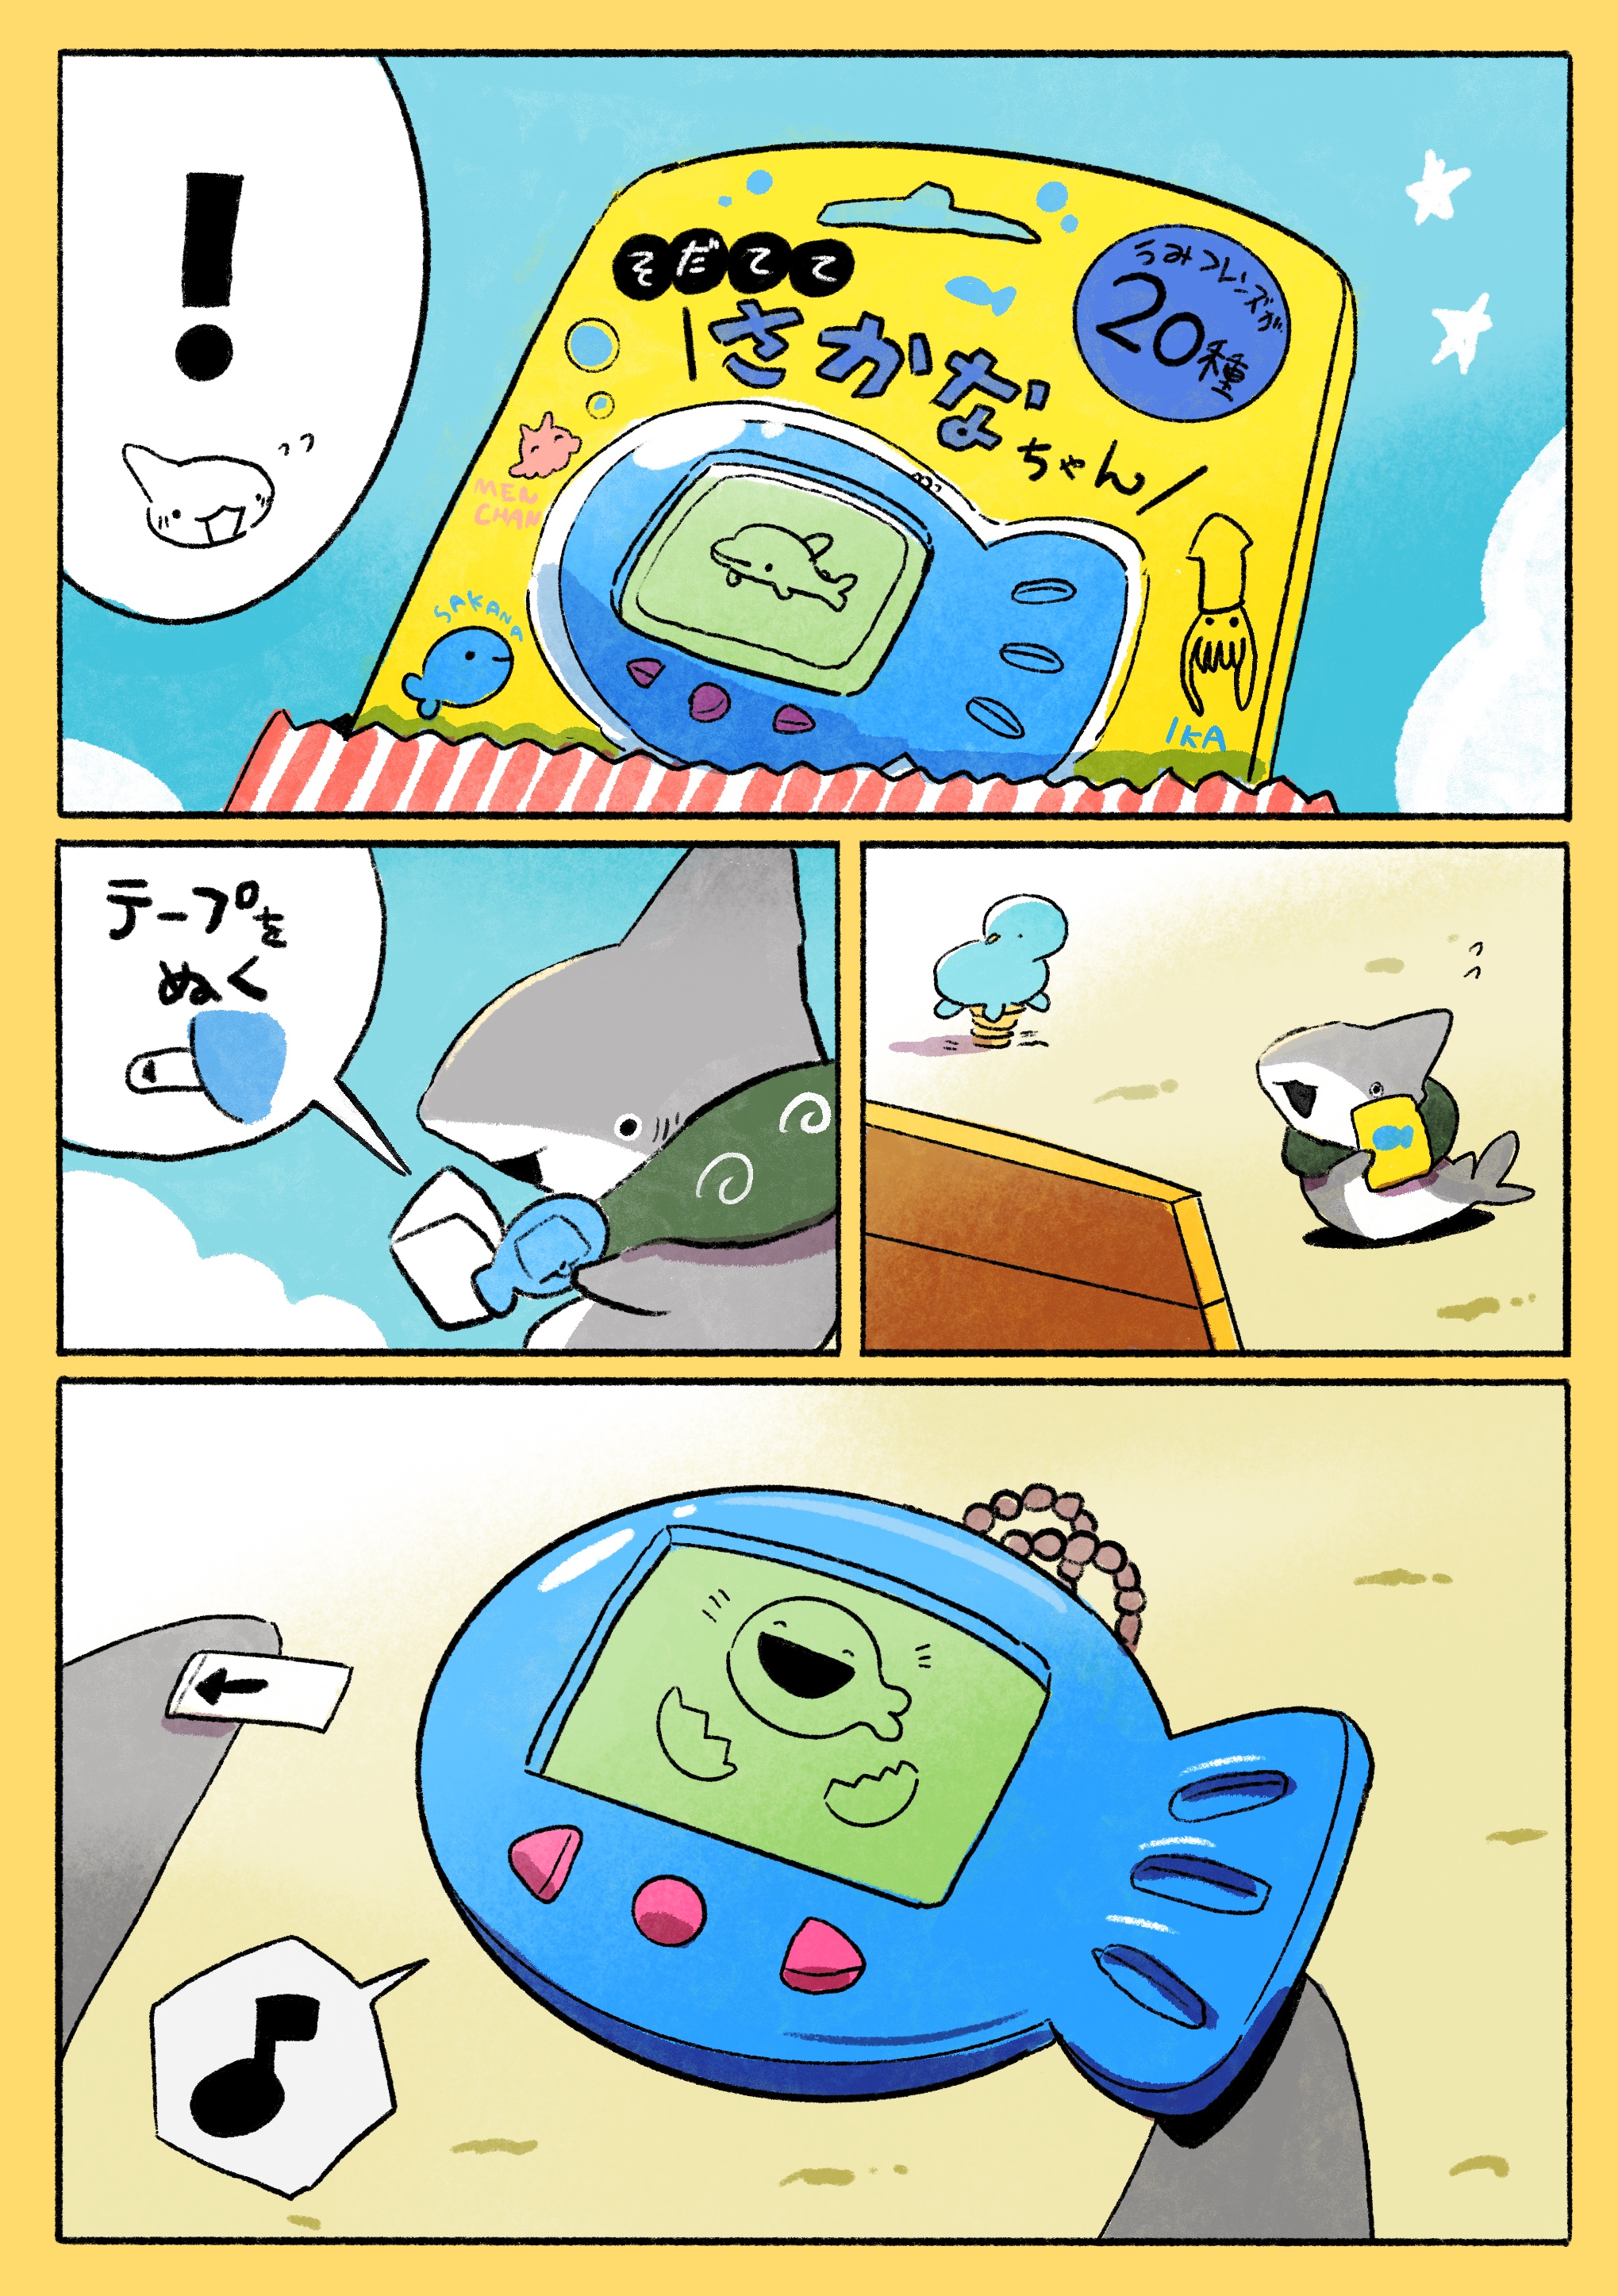 !
そだてて
さかなちゃん
うみフレンズが
20種
MEN
CHAN
SAKANA
IKA
テープを
ぬく